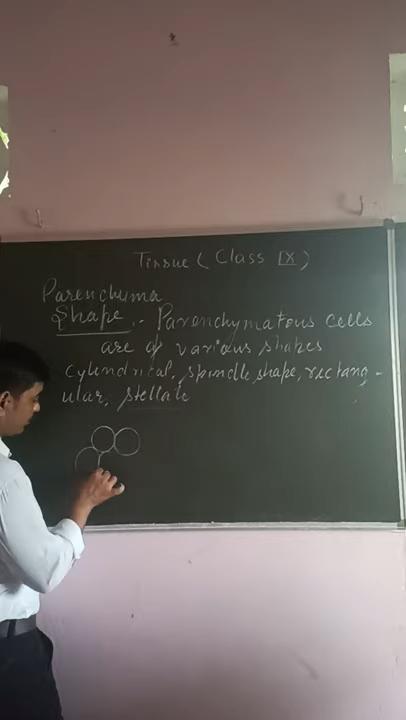 Tissue ( Class IX )
Parenchyma
Shape :- Parenchymatous cells
are of various shapes
cylindrical, spindle shape, rectang -
ular, stellate